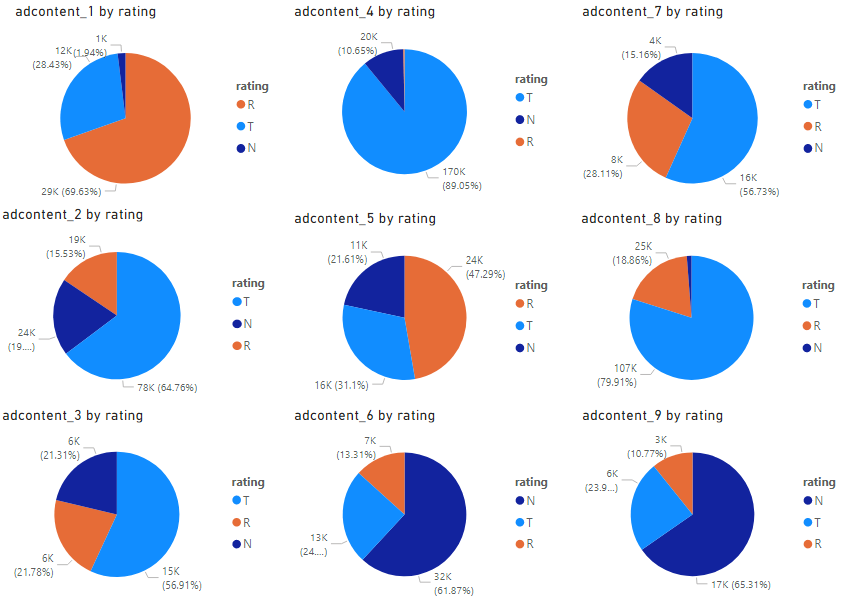 adcontent_1 by rating
1K
(1.94%)
12K
(28.43%)
29K (69.63%)
rating
R
T
N
adcontent_4 by rating
20K
(10.65%)
170K
(89.05%)
rating
T
N
R
adcontent_7 by rating
4K
(15.16%)
8K
(28.11%)
16K
(56.73%)
rating
T
R
N
adcontent_2 by rating
19K
(15.53%)
24K
(19....)
78K (64.76%)
rating
T
N
R
adcontent_5 by rating
11K
(21.61%)
24K
(47.29%)
16K (31.1%)
rating
R
T
N
adcontent_8 by rating
25K
(18.86%)
107K
(79.91%)
rating
T
R
N
adcontent_3 by rating
6K
(21.31%)
6K
(21.78%)
15K
(56.91%)
rating
T
R
N
adcontent_6 by rating
7K
(13.31%)
13K
(24....)
32K
(61.87%)
rating
N
T
R
adcontent_9 by rating
3K
(10.77%)
6K
(23.9...)
17K (65.31%)
rating
N
T
R